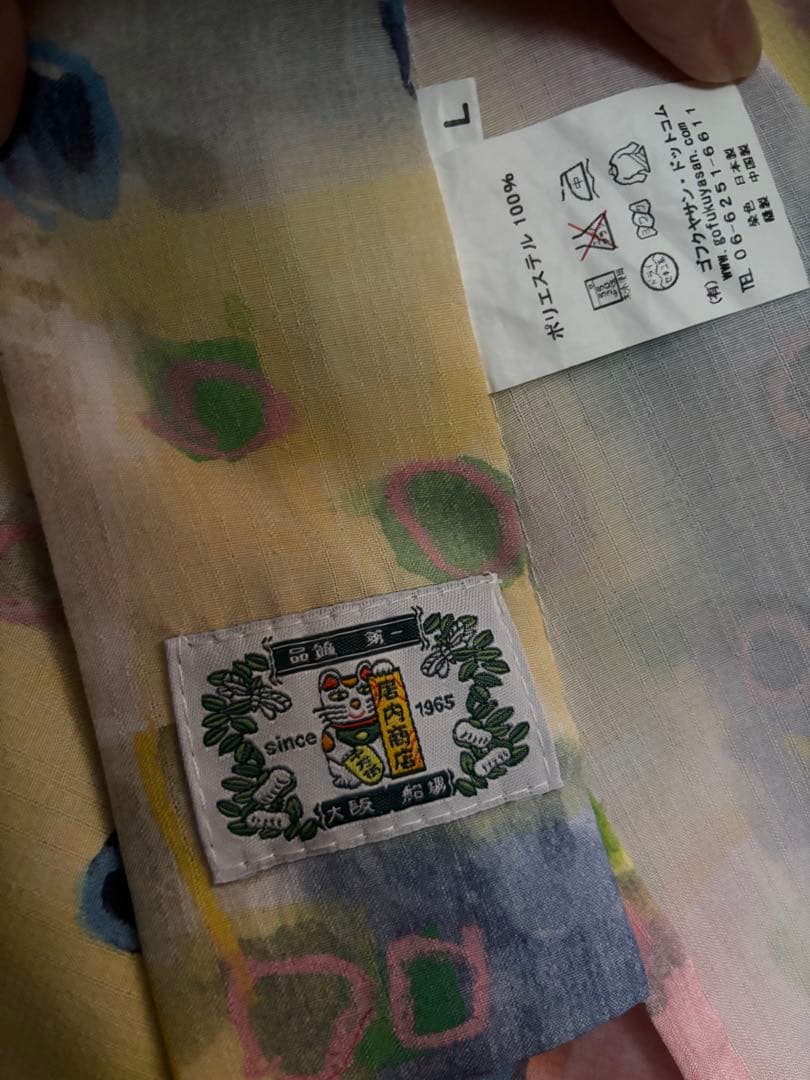 L
ポリエステル 100%
中
(有) ゴフクヤサン・ドットコム
www.gofukuyasan.com
TEL 06-6251-6611
染色 日本製
縫製 中国製
品質 第一
since
1965
居内商店
大阪 船場